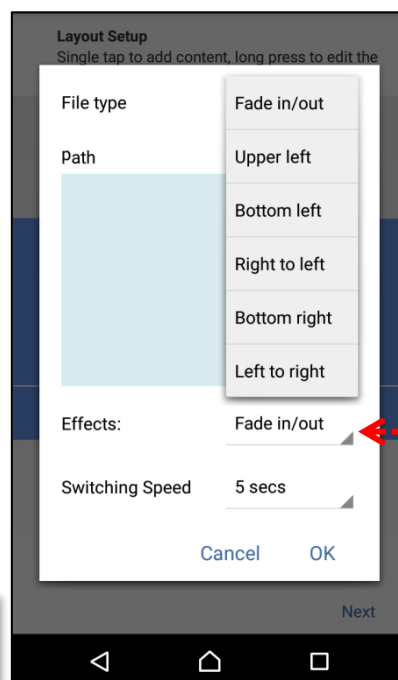 Layout Setup
Single tap to add content, long press to edit the
File type
Fade in/out
Path
Upper left
Bottom left
Right to left
Bottom right
Left to right
Effects:
Fade in/out
Switching Speed
5 secs
Cancel
OK
Next